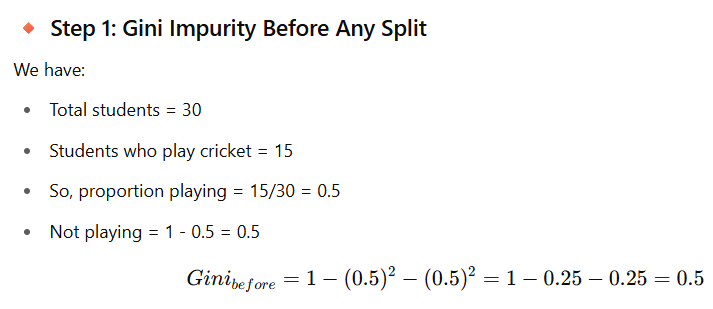 Step 1: Gini Impurity Before Any Split
We have:
• Total students = 30
• Students who play cricket = 15
• So, proportion playing = 15/30 = 0.5
• Not playing = 1 - 0.5 = 0.5
Gini_before = 1 − (0.5)² − (0.5)² = 1 − 0.25 − 0.25 = 0.5